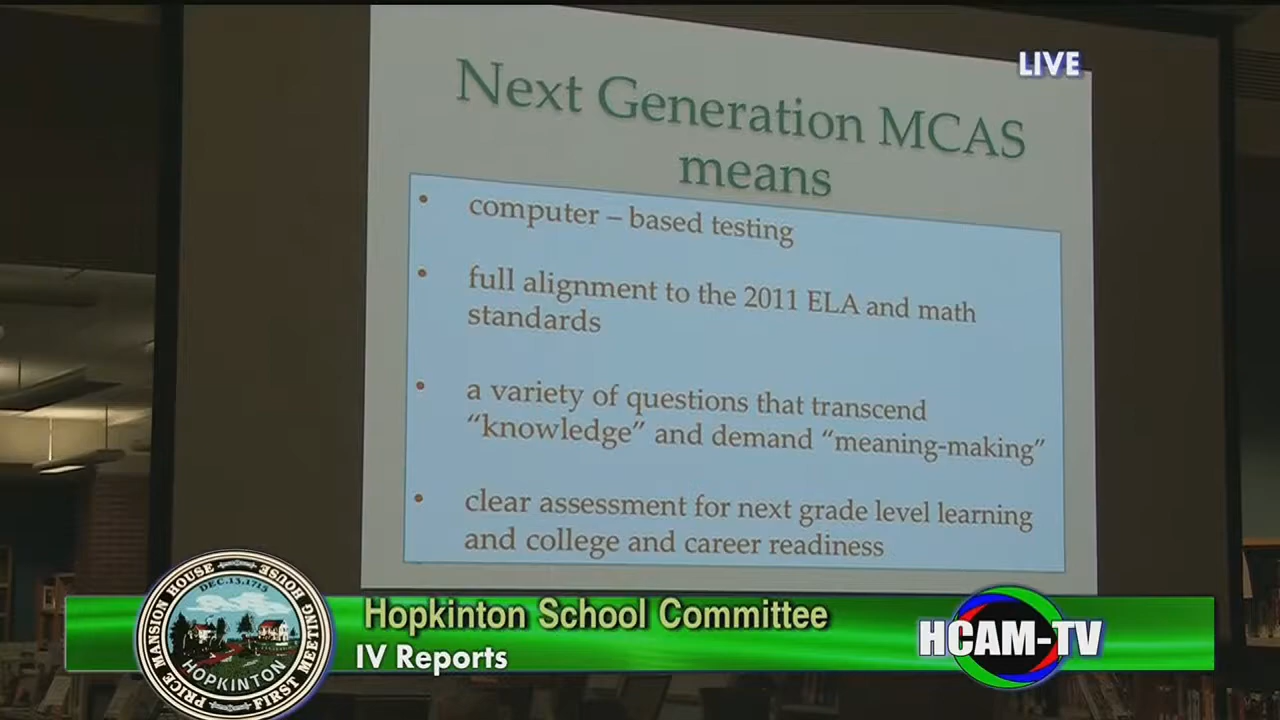 LIVE
Next Generation MCAS
means
• computer – based testing
• full alignment to the 2011 ELA and math
standards
• a variety of questions that transcend
“knowledge” and demand “meaning-making”
• clear assessment for next grade level learning
and college and career readiness
Hopkinton School Committee
IV Reports
HCAM-TV
PRICE MANSION HOUSE
FIRST MEETING HOUSE
DEC.13.1715
HOPKINTON